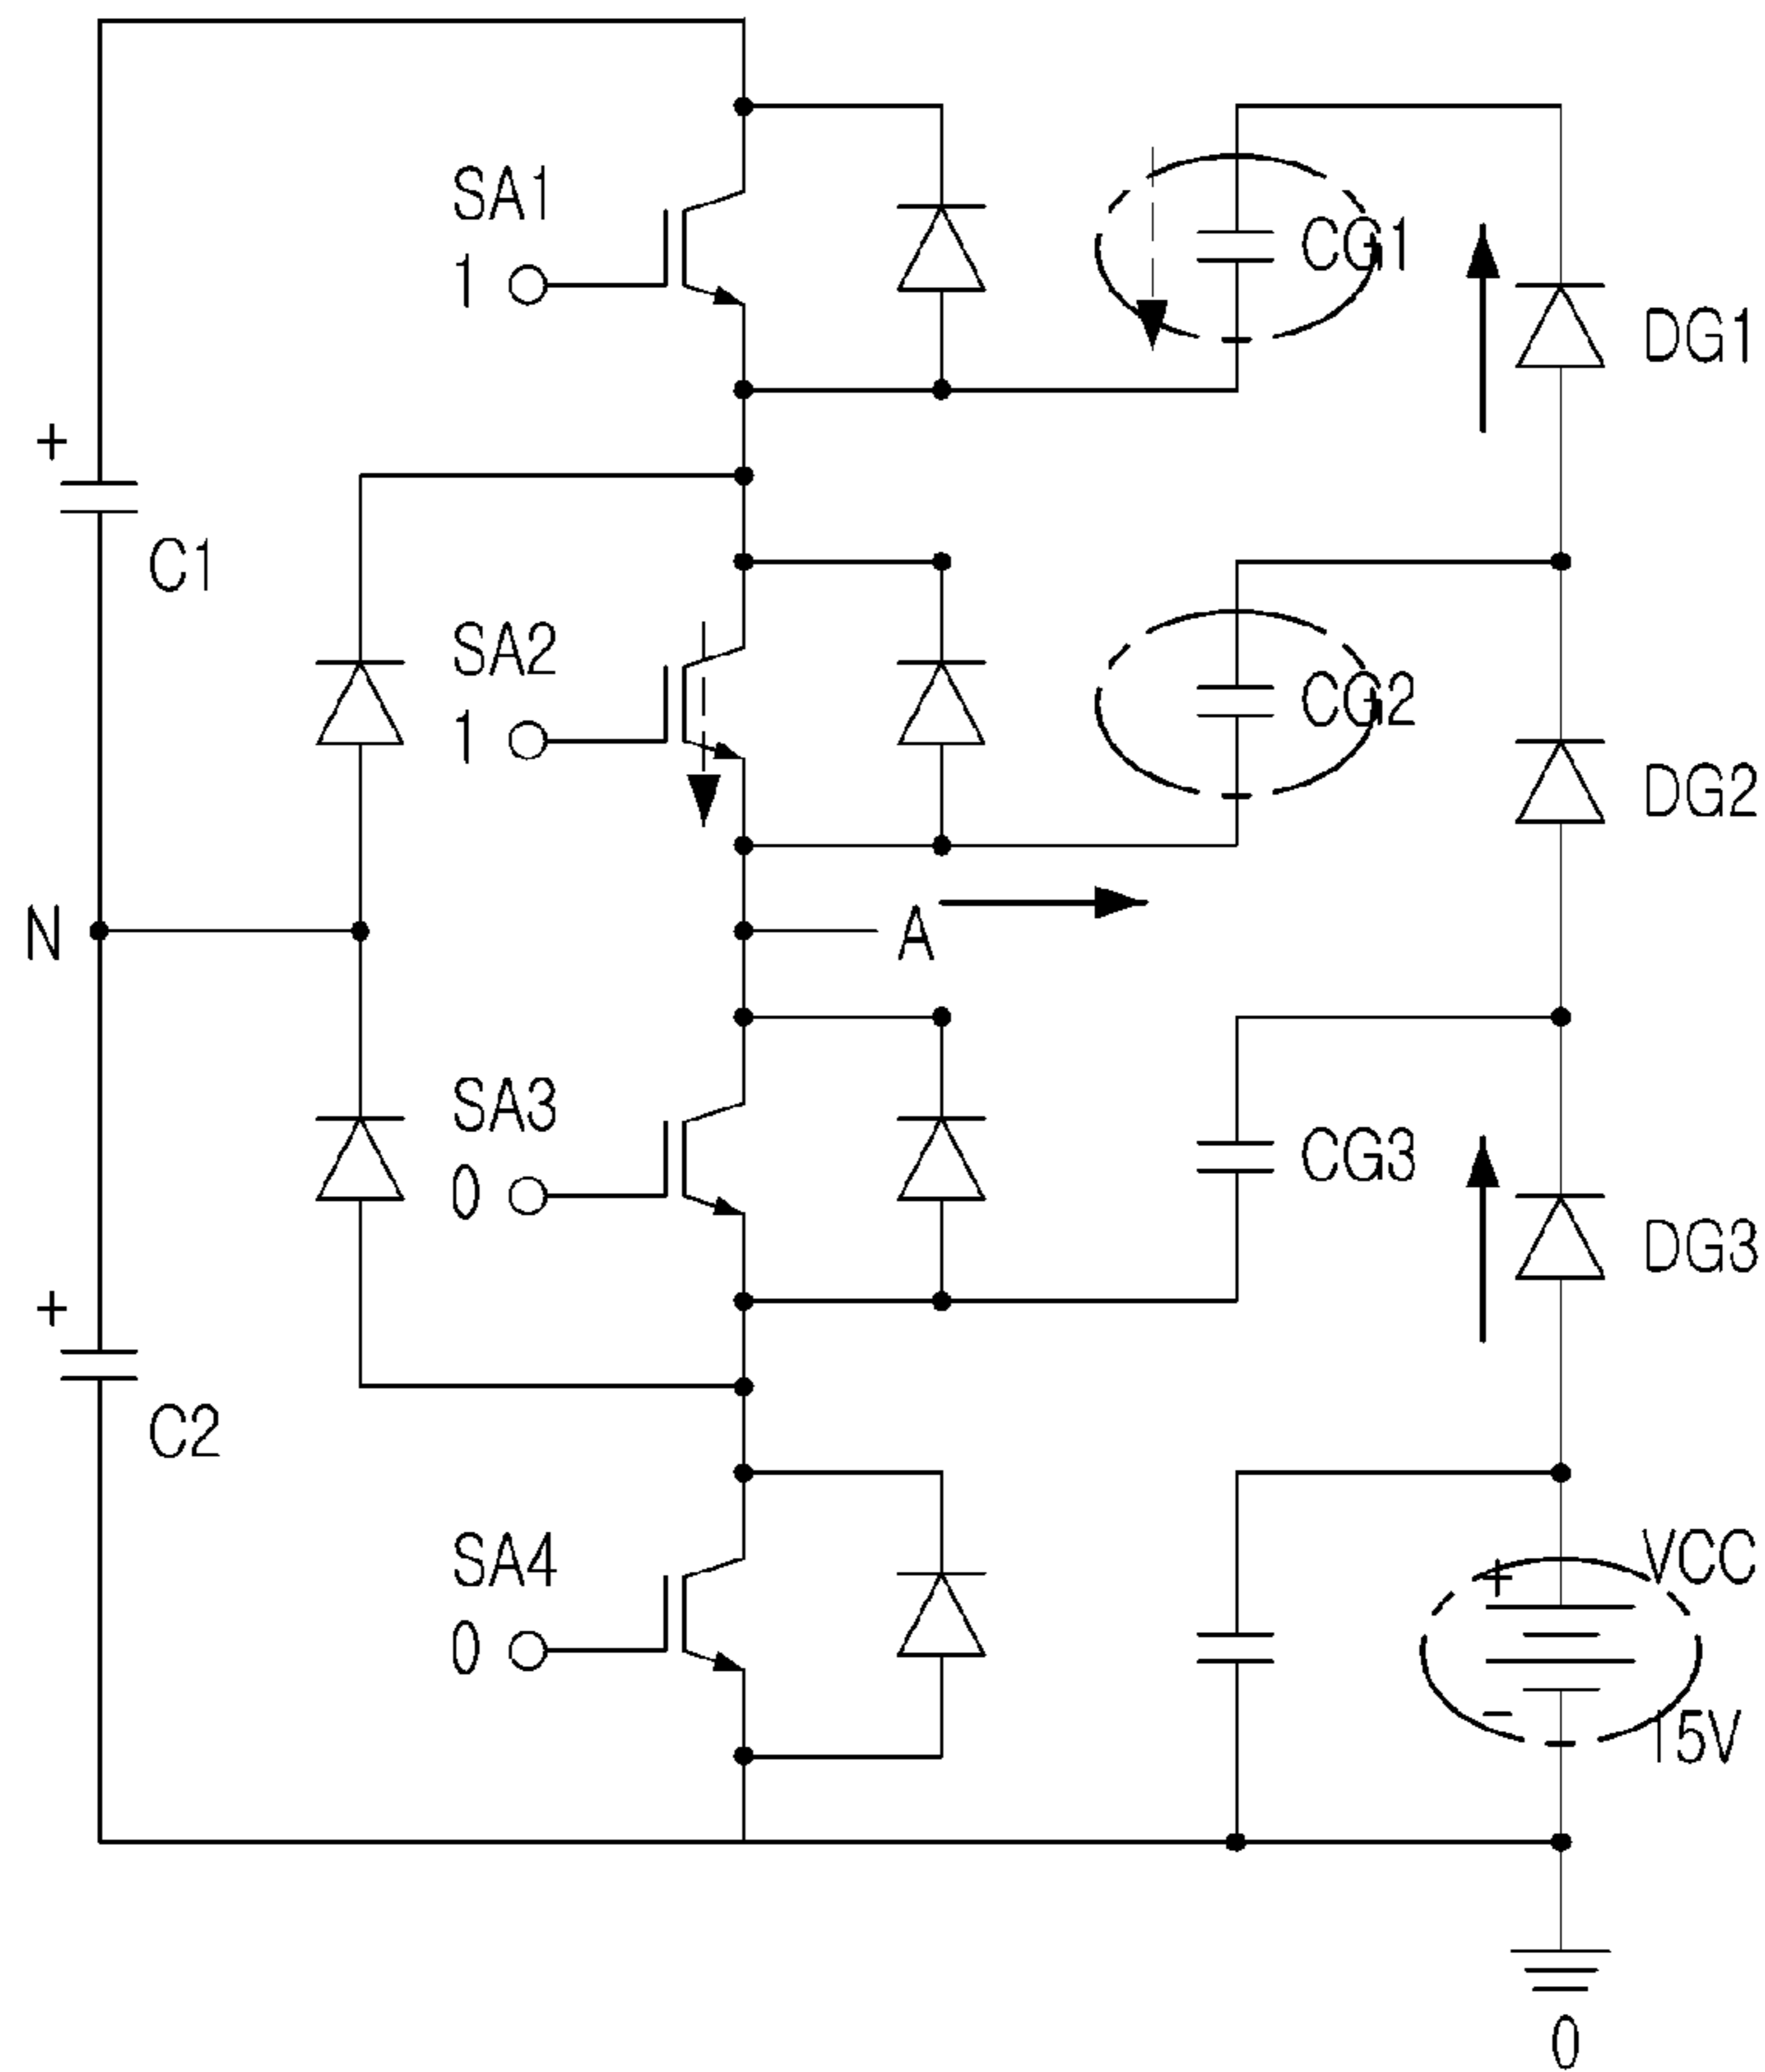 SA1
1
CG1
DG1
+
C1
SA2
1
CG2
DG2
N
A
SA3
0
CG3
DG3
+
C2
SA4
0
VCC
+
-
15V
0